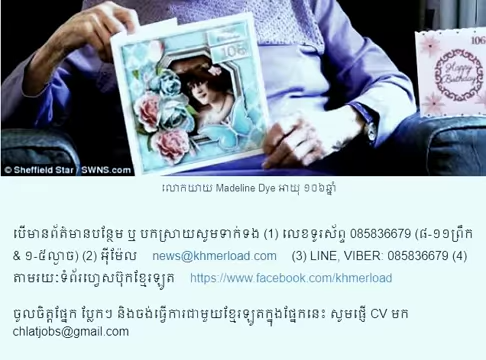 106
106
Happy
Birthday
© Sheffield Star / SWNS.com
លោកយាយ Madeline Dye អាយុ ១០៦ឆ្នាំ
បើមានព័ត៌មានបន្ថែម ឬ បកស្រាយសូមទាក់ទង (1) លេខទូរស័ព្ទ 085836679 (៨-១១ព្រឹក
& ១-៥ល្ងាច) (2) អ៊ីម៉ែល news@khmerload.com (3) LINE, VIBER: 085836679 (4)
តាមរយៈទំព័រហ្វេសប៊ុកខ្មែរឡូត https://www.facebook.com/khmerload
ចូលចិត្តផ្នែក ប្លែកៗ និងចង់ធ្វើការជាមួយខ្មែរឡូតក្នុងផ្នែកនេះ សូមផ្ញើ CV មក
chlatjobs@gmail.com